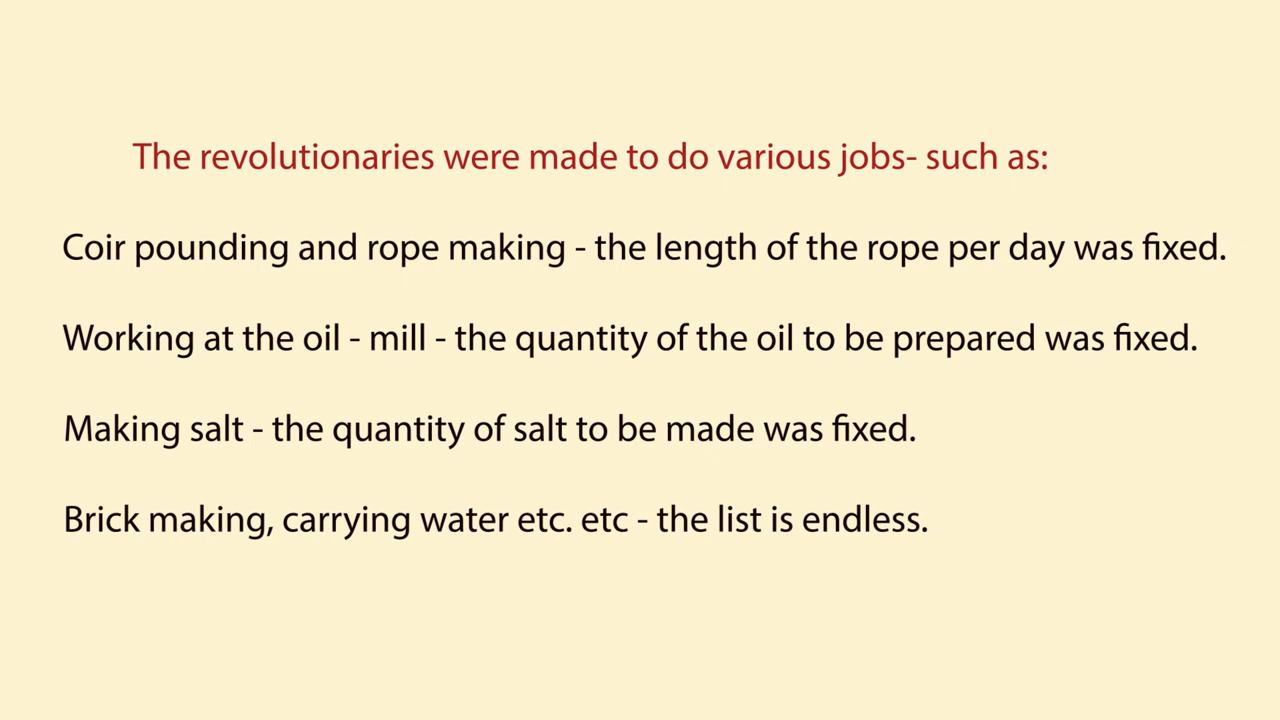 The revolutionaries were made to do various jobs- such as:
Coir pounding and rope making - the length of the rope per day was fixed.
Working at the oil - mill - the quantity of the oil to be prepared was fixed.
Making salt - the quantity of salt to be made was fixed.
Brick making, carrying water etc. etc - the list is endless.